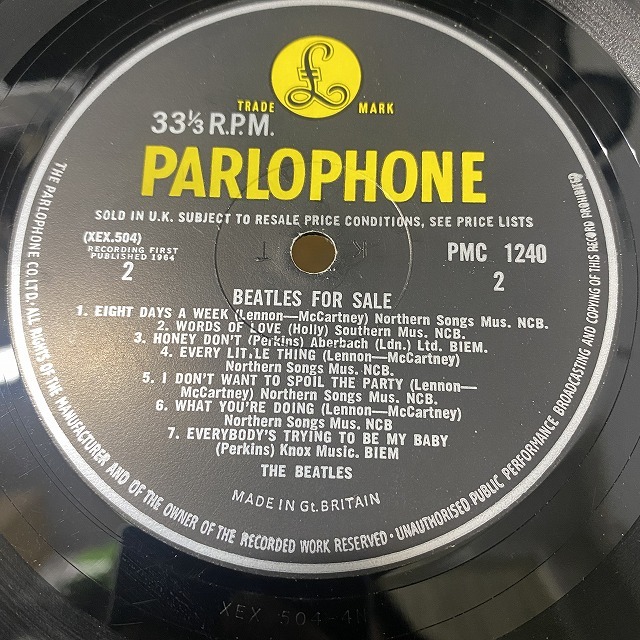 TRADE MARK
33⅓ R.P.M.
PARLOPHONE
SOLD IN U.K. SUBJECT TO RESALE PRICE CONDITIONS, SEE PRICE LISTS
(XEX.504)
RECORDING FIRST
PUBLISHED 1964
2
K T
PMC 1240
2
BEATLES FOR SALE
1. EIGHT DAYS A WEEK (Lennon—McCartney) Northern Songs Mus. NCB.
2. WORDS OF LOVE (Holly) Southern Mus. NCB.
3. HONEY DON'T (Perkins) Aberbach (Ldn.) Ltd. BIEM.
4. EVERY LIT.LE THING (Lennon—McCartney)
Northern Songs Mus. NCB.
5. I DON'T WANT TO SPOIL THE PARTY (Lennon—
McCartney) Northern Songs Mus. NCB.
6. WHAT YOU'RE DOING (Lennon—McCartney)
Northern Songs Mus. NCB
7. EVERYBODY'S TRYING TO BE MY BABY
(Perkins) Knox Music. BIEM
THE BEATLES
MADE IN Gt. BRITAIN
THE PARLOPHONE CO. LTD. ALL RIGHTS OF THE MANUFACTURER AND OF THE OWNER OF THE RECORDED WORK RESERVED · UNAUTHORISED PUBLIC PERFORMANCE BROADCASTING AND COPYING OF THIS RECORD PROHIBITED
XEX 504-4N